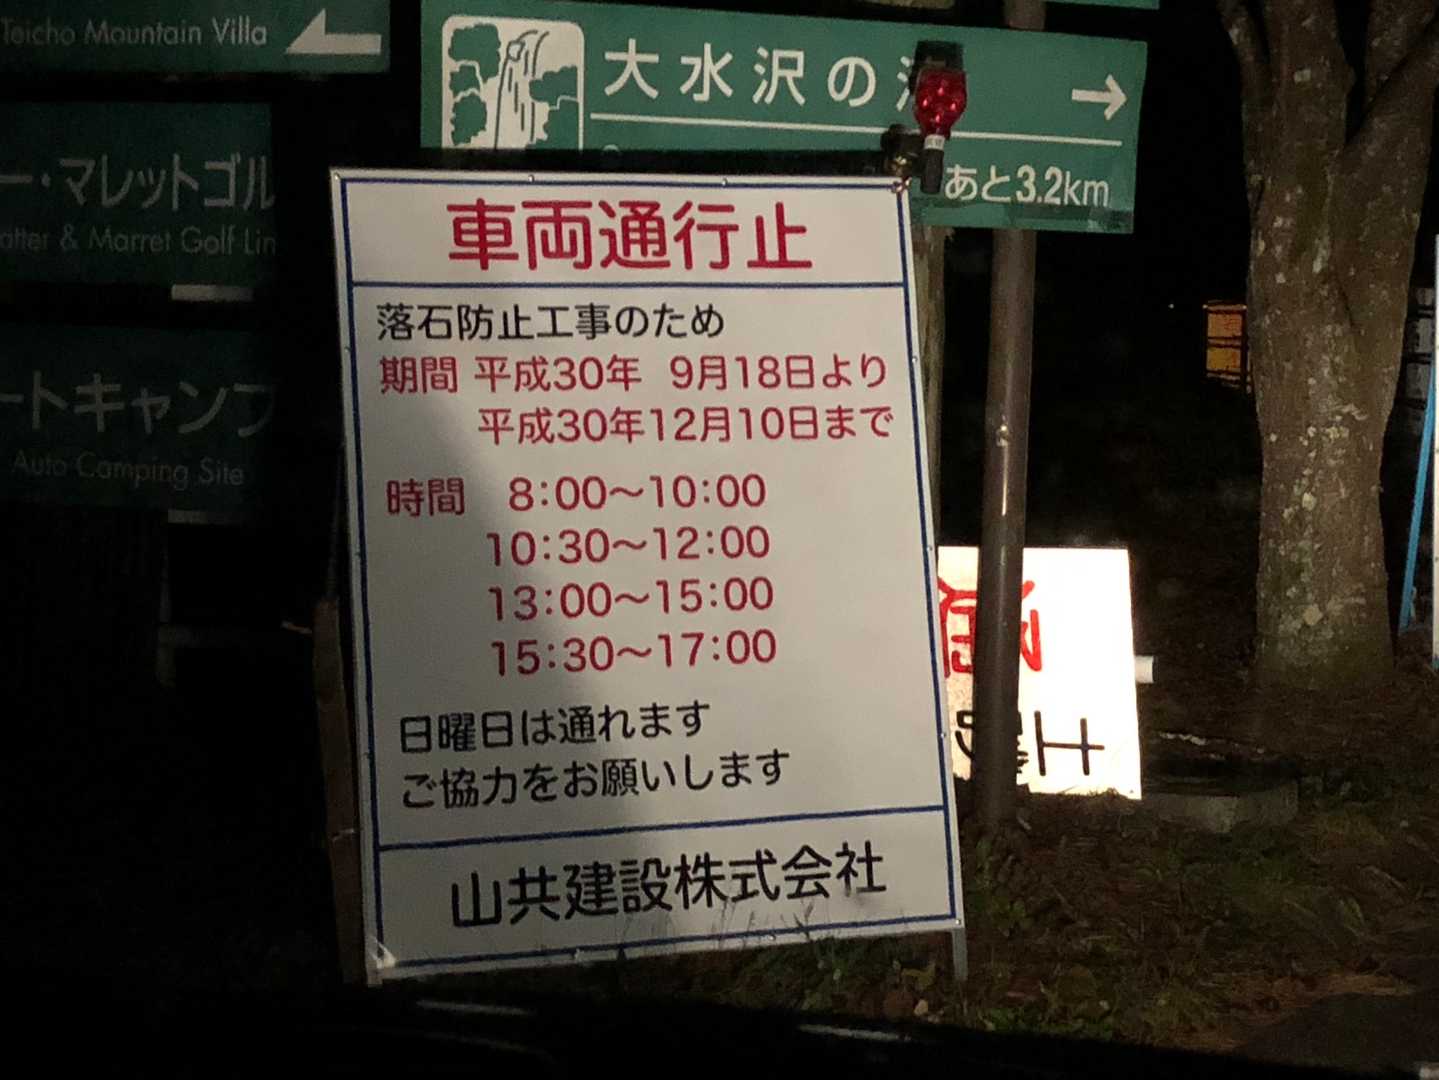 Teicho Mountain Villa
ー・マレットゴル
atter & Marret Golf Lin
ートキャンプ
Auto Camping Site
大水沢の
あと3.2km
車両通行止
落石防止工事のため
期間 平成30年 9月18日より
平成30年12月10日まで
時間 8:00～10:00
10:30～12:00
13:00～15:00
15:30～17:00
日曜日は通れます
ご協力をお願いします
山共建設株式会社